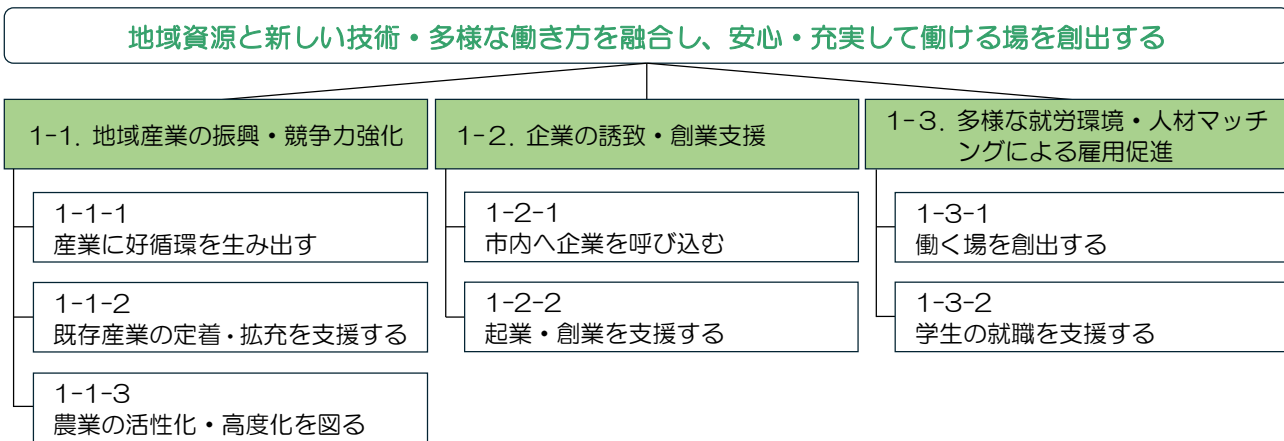 地域資源と新しい技術・多様な働き方を融合し、安心・充実して働ける場を創出する
1-1. 地域産業の振興・競争力強化
1-1-1
産業に好循環を生み出す
1-1-2
既存産業の定着・拡充を支援する
1-1-3
農業の活性化・高度化を図る
1-2. 企業の誘致・創業支援
1-2-1
市内へ企業を呼び込む
1-2-2
起業・創業を支援する
1-3. 多様な就労環境・人材マッチ
ングによる雇用促進
1-3-1
働く場を創出する
1-3-2
学生の就職を支援する